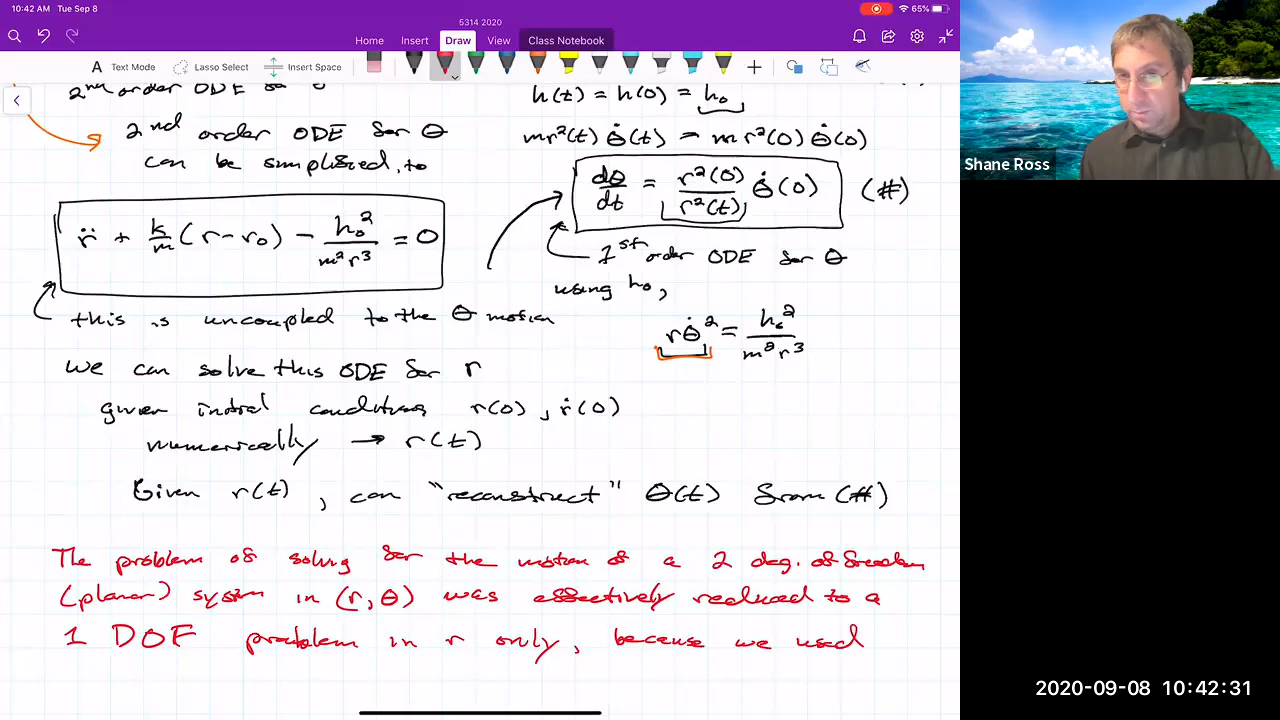 10:42 AM Tue Sep 8
65%
5314 2020
Home Insert Draw View Class Notebook
Text Mode Lasso Select Insert Space
2nd order ODE for θ
2nd order ODE for θ
can be simplified to
r̈ + k/m (r - r₀) - h₀²/(m²r³) = 0
this is uncoupled to the θ motion
h(t) = h(0) = h₀
mr²(t) θ̇(t) = mr²(0) θ̇(0)
dθ/dt = r²(0)/r²(t) θ̇(0) (#)
1st order ODE for θ
using h₀,
rθ̇² = h₀²/(m²r³)
we can solve this ODE for r
given initial conditions r(0), ṙ(0)
numerically → r(t)
Given r(t), can "reconstruct" θ(t) from (#)
The problem of solving for the motion of a 2 deg. of freedom
(planar) system in (r, θ) was effectively reduced to a
1 DOF problem in r only, because we used
Shane Ross
2020-09-08 10:42:31